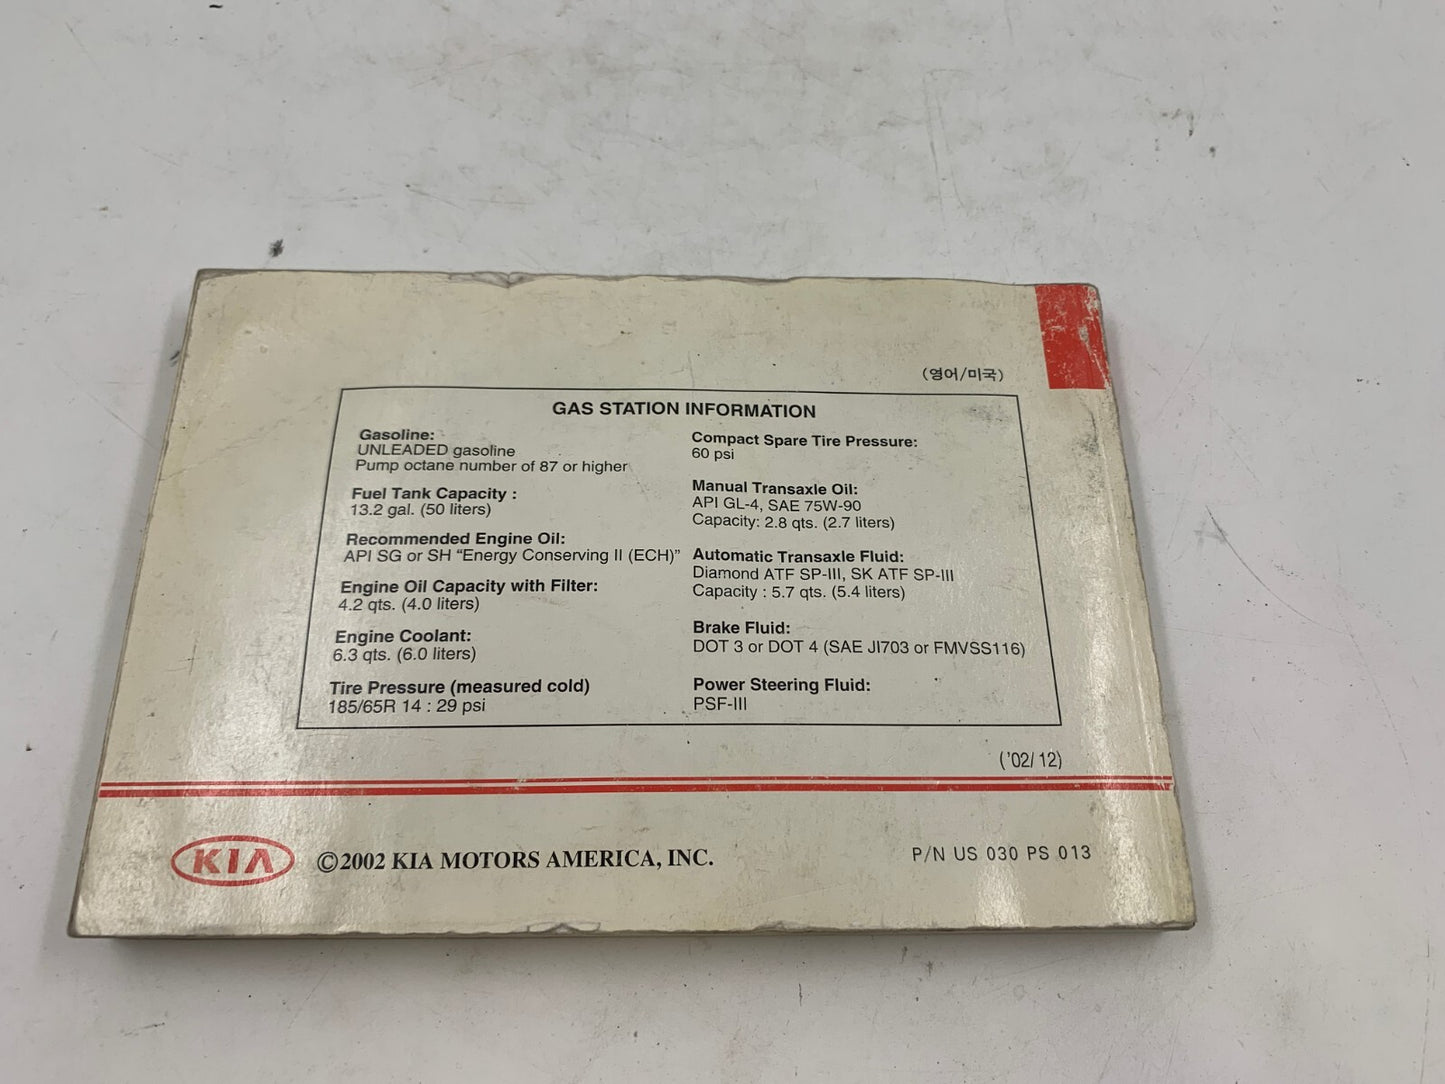 (영어/미국)
GAS STATION INFORMATION
Gasoline:
UNLEADED gasoline
Pump octane number of 87 or higher
Fuel Tank Capacity :
13.2 gal. (50 liters)
Recommended Engine Oil:
API SG or SH “Energy Conserving II (ECH)”
Engine Oil Capacity with Filter:
4.2 qts. (4.0 liters)
Engine Coolant:
6.3 qts. (6.0 liters)
Tire Pressure (measured cold)
185/65R 14 : 29 psi
Compact Spare Tire Pressure:
60 psi
Manual Transaxle Oil:
API GL-4, SAE 75W-90
Capacity: 2.8 qts. (2.7 liters)
Automatic Transaxle Fluid:
Diamond ATF SP-III, SK ATF SP-III
Capacity : 5.7 qts. (5.4 liters)
Brake Fluid:
DOT 3 or DOT 4 (SAE JI703 or FMVSS116)
Power Steering Fluid:
PSF-III
('02/12)
KIA ©2002 KIA MOTORS AMERICA, INC.
P/N US 030 PS 013